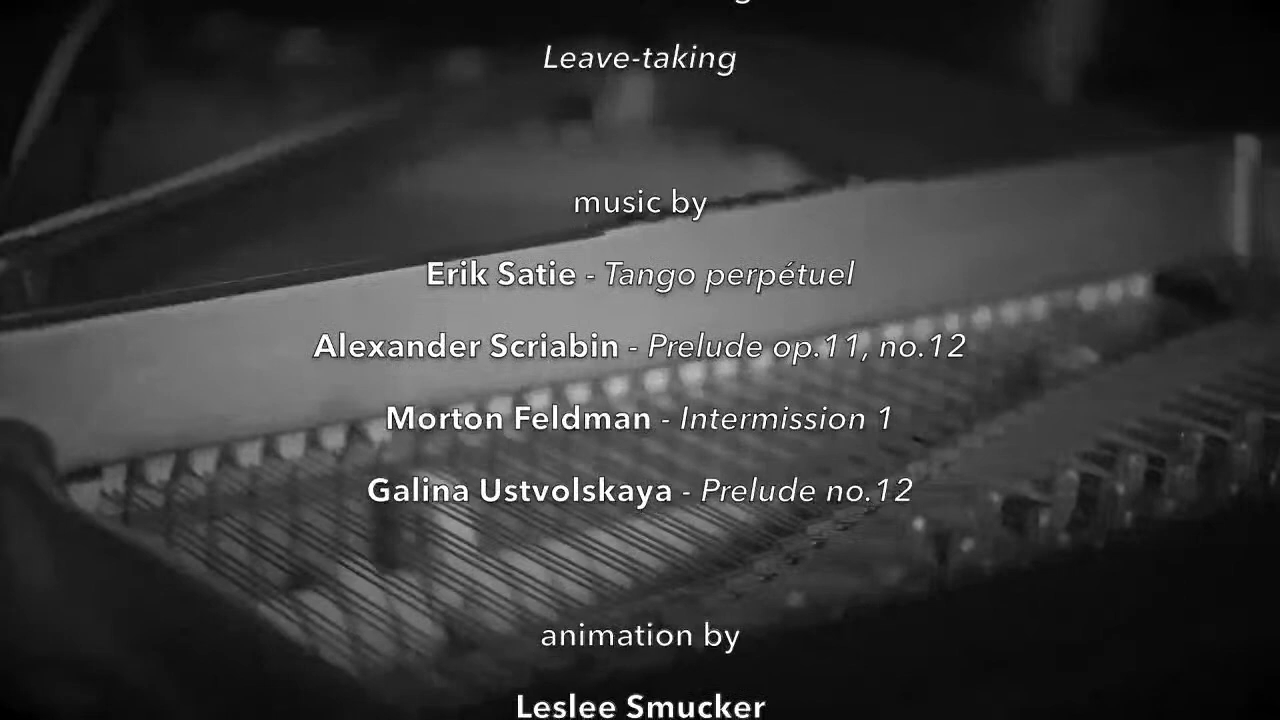 Leave-taking
music by
Erik Satie - Tango perpétuel
Alexander Scriabin - Prelude op.11, no.12
Morton Feldman - Intermission 1
Galina Ustvolskaya - Prelude no.12
animation by
Leslee Smucker